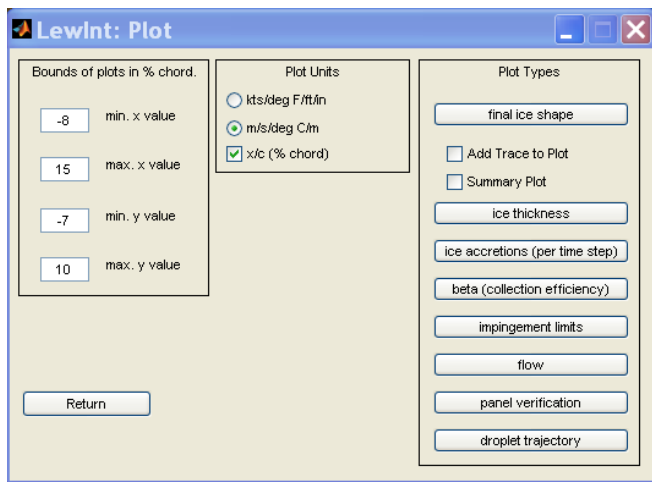 LewInt: Plot
Bounds of plots in % chord.
-8 min. x value
15 max. x value
-7 min. y value
10 max. y value
Return
Plot Units
kts/deg F/ft/in
m/s/deg C/m
x/c (% chord)
Plot Types
final ice shape
Add Trace to Plot
Summary Plot
ice thickness
ice accretions (per time step)
beta (collection efficiency)
impingement limits
flow
panel verification
droplet trajectory